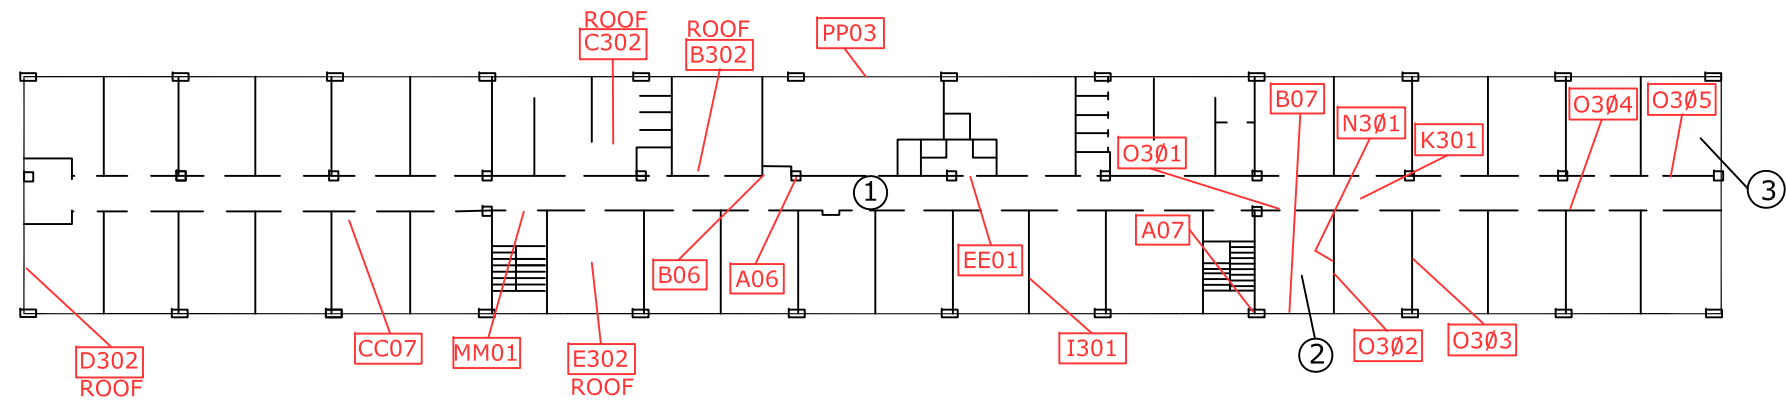 ROOF
C302
ROOF
B302
PP03
B07
N3Ø1
K301
O3Ø4
O3Ø5
O3Ø1
1
3
A07
B06
A06
EE01
D302
ROOF
CC07
MM01
E302
ROOF
I301
2
O3Ø2
O3Ø3